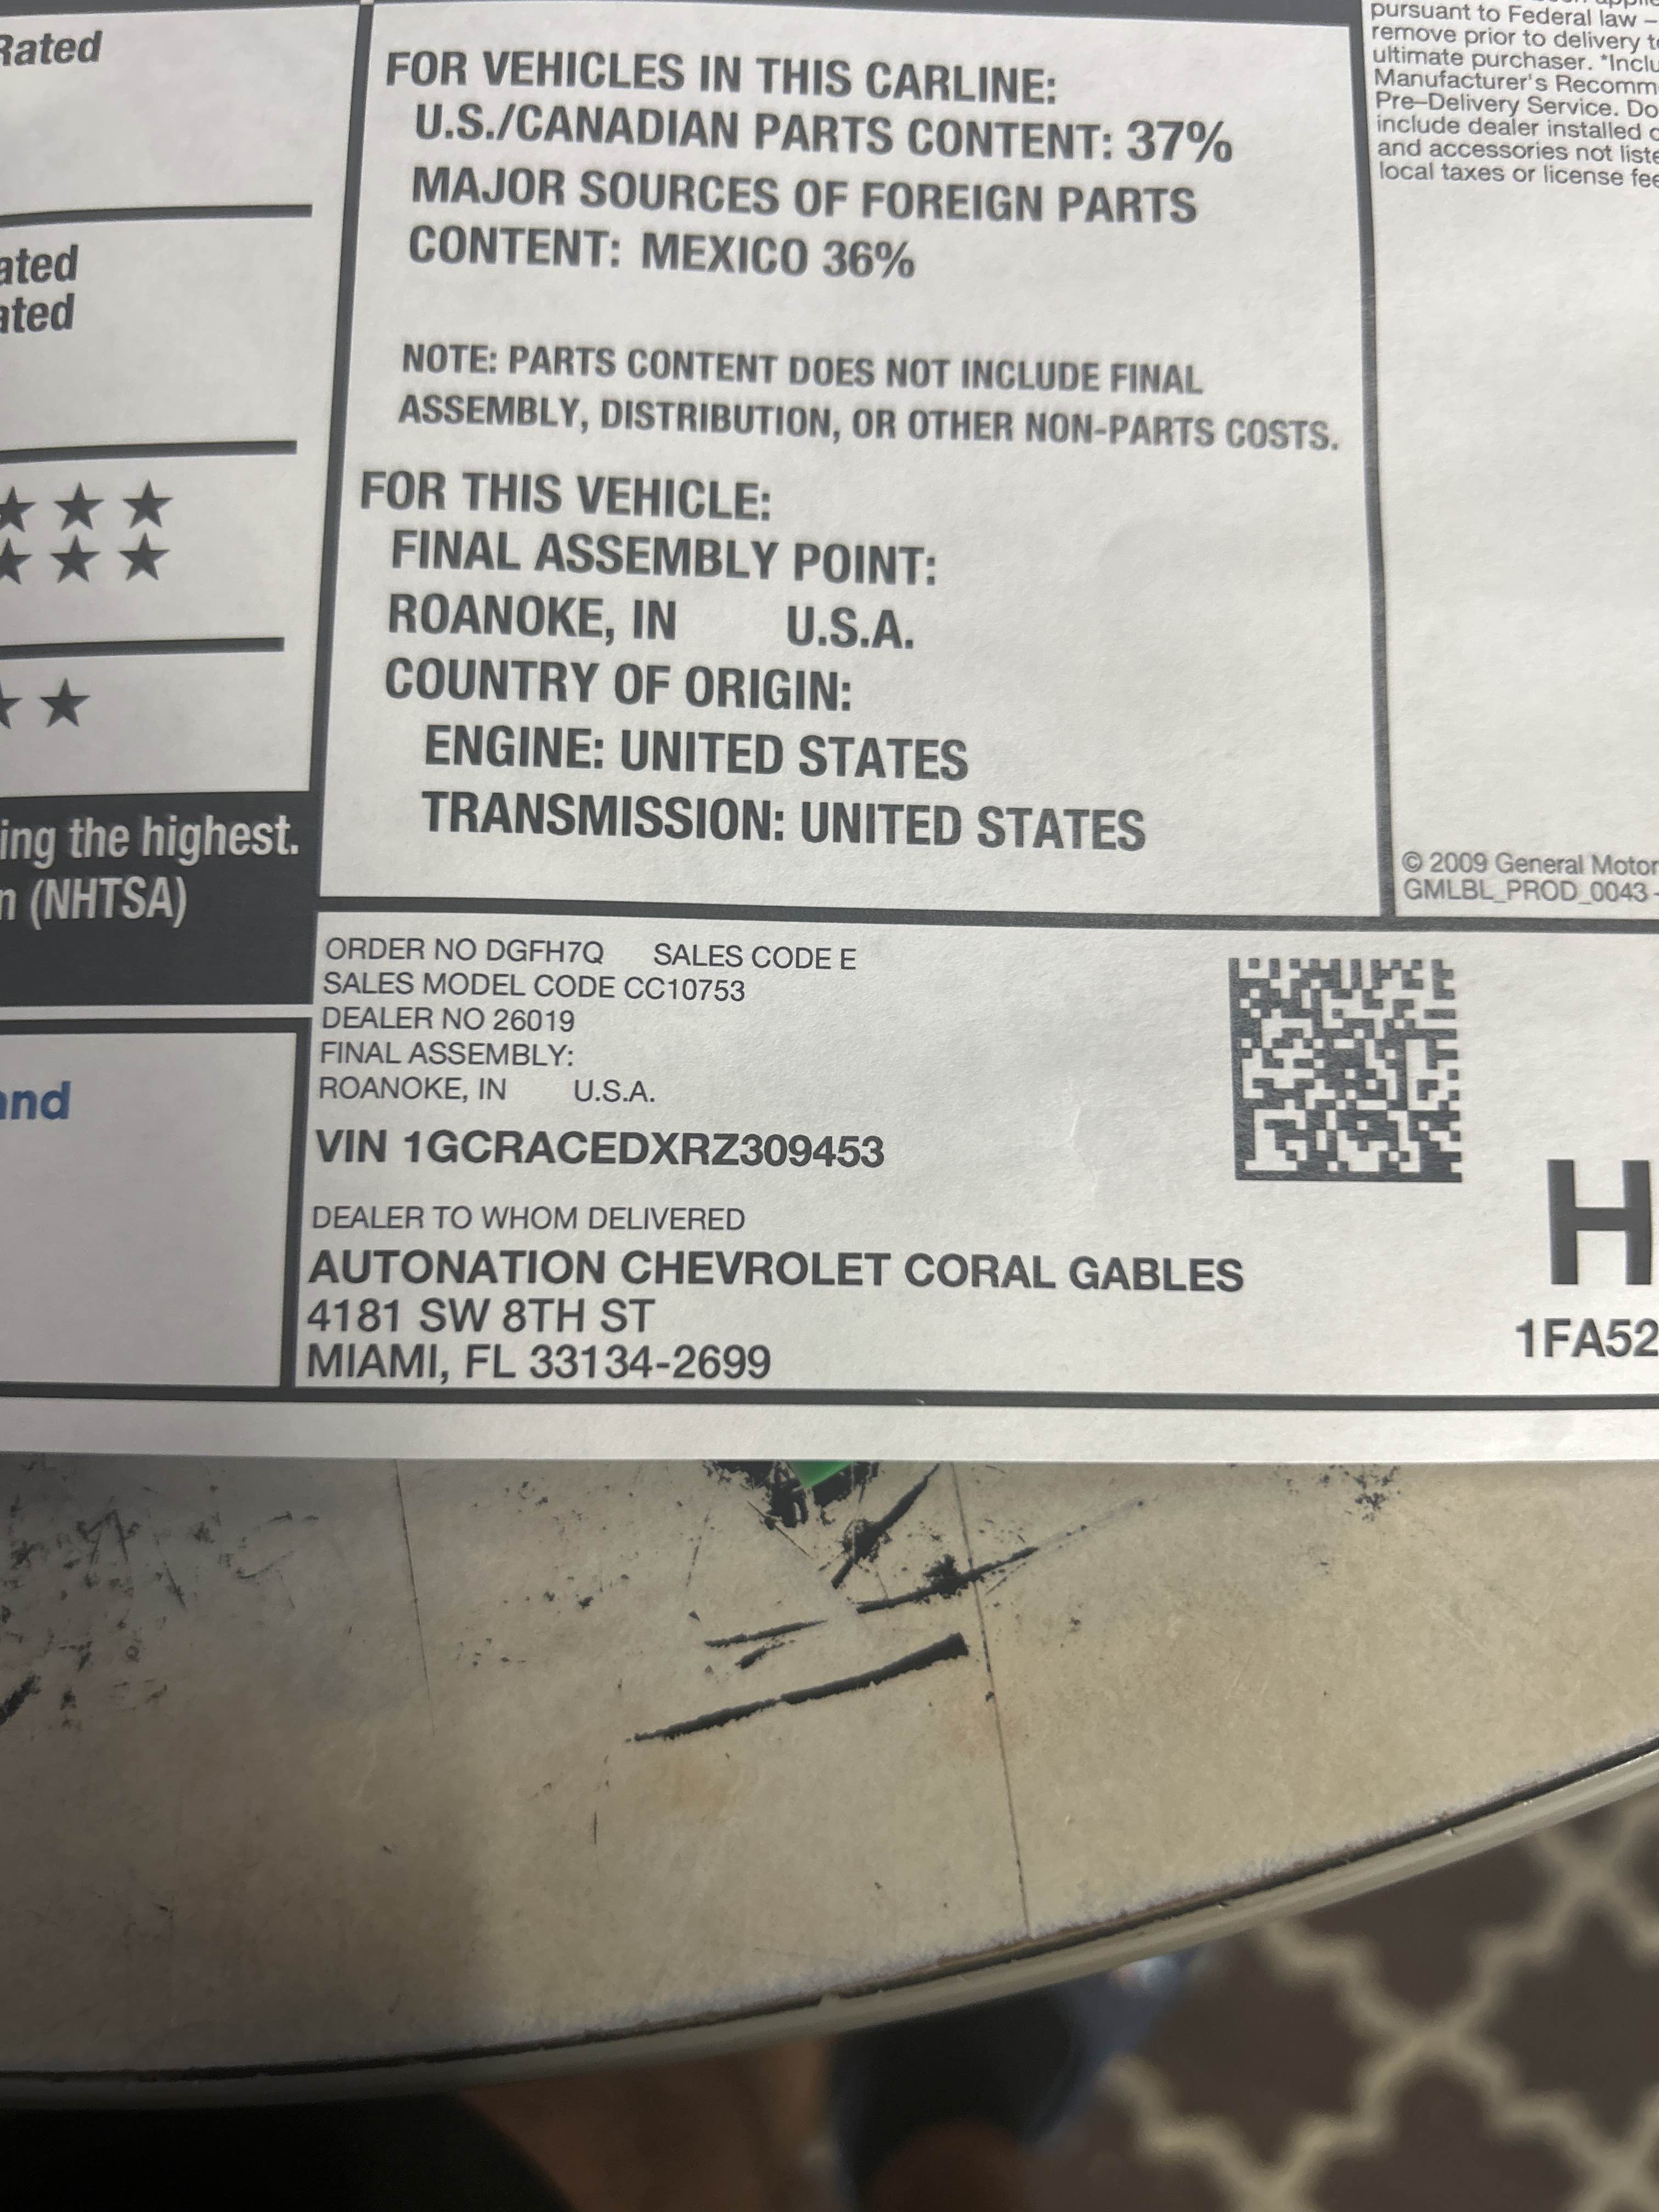 Rated
FOR VEHICLES IN THIS CARLINE:
U.S./CANADIAN PARTS CONTENT: 37%
MAJOR SOURCES OF FOREIGN PARTS
CONTENT: MEXICO 36%
NOTE: PARTS CONTENT DOES NOT INCLUDE FINAL
ASSEMBLY, DISTRIBUTION, OR OTHER NON-PARTS COSTS.
FOR THIS VEHICLE:
FINAL ASSEMBLY POINT:
ROANOKE, IN U.S.A.
COUNTRY OF ORIGIN:
ENGINE: UNITED STATES
TRANSMISSION: UNITED STATES
pursuant to Federal law –
remove prior to delivery
ultimate purchaser.
Manufacturer's
Pre-Delivery Service.
include dealer installed
and accessories not
local taxes or license
© 2009 General
GMLBL_PROD_0043
ated
ated
★ ★ ★
★ ★ ★
★ ★
ing the highest.
n (NHTSA)
and
ORDER NO DGFH7Q SALES CODE E
SALES MODEL CODE CC10753
DEALER NO 26019
FINAL ASSEMBLY:
ROANOKE, IN U.S.A.
VIN 1GCRACEDXRZ309453
DEALER TO WHOM DELIVERED
AUTONATION CHEVROLET CORAL GABLES
4181 SW 8TH ST
MIAMI, FL 33134-2699
H
1FA52